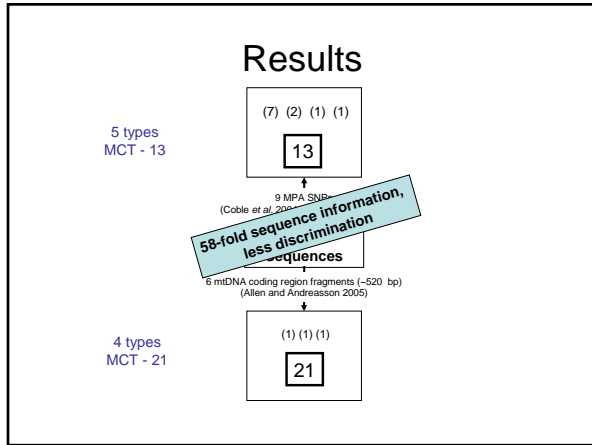 Results
(7) (2) (1) (1)
5 types
MCT - 13
13
9 MPA SNPs
(Coble et al.
58-fold sequence information,
less discrimination
Sequences
6 mtDNA coding region fragments (~520 bp)
(Allen and Andreasson 2005)
4 types
MCT - 21
(1) (1) (1)
21